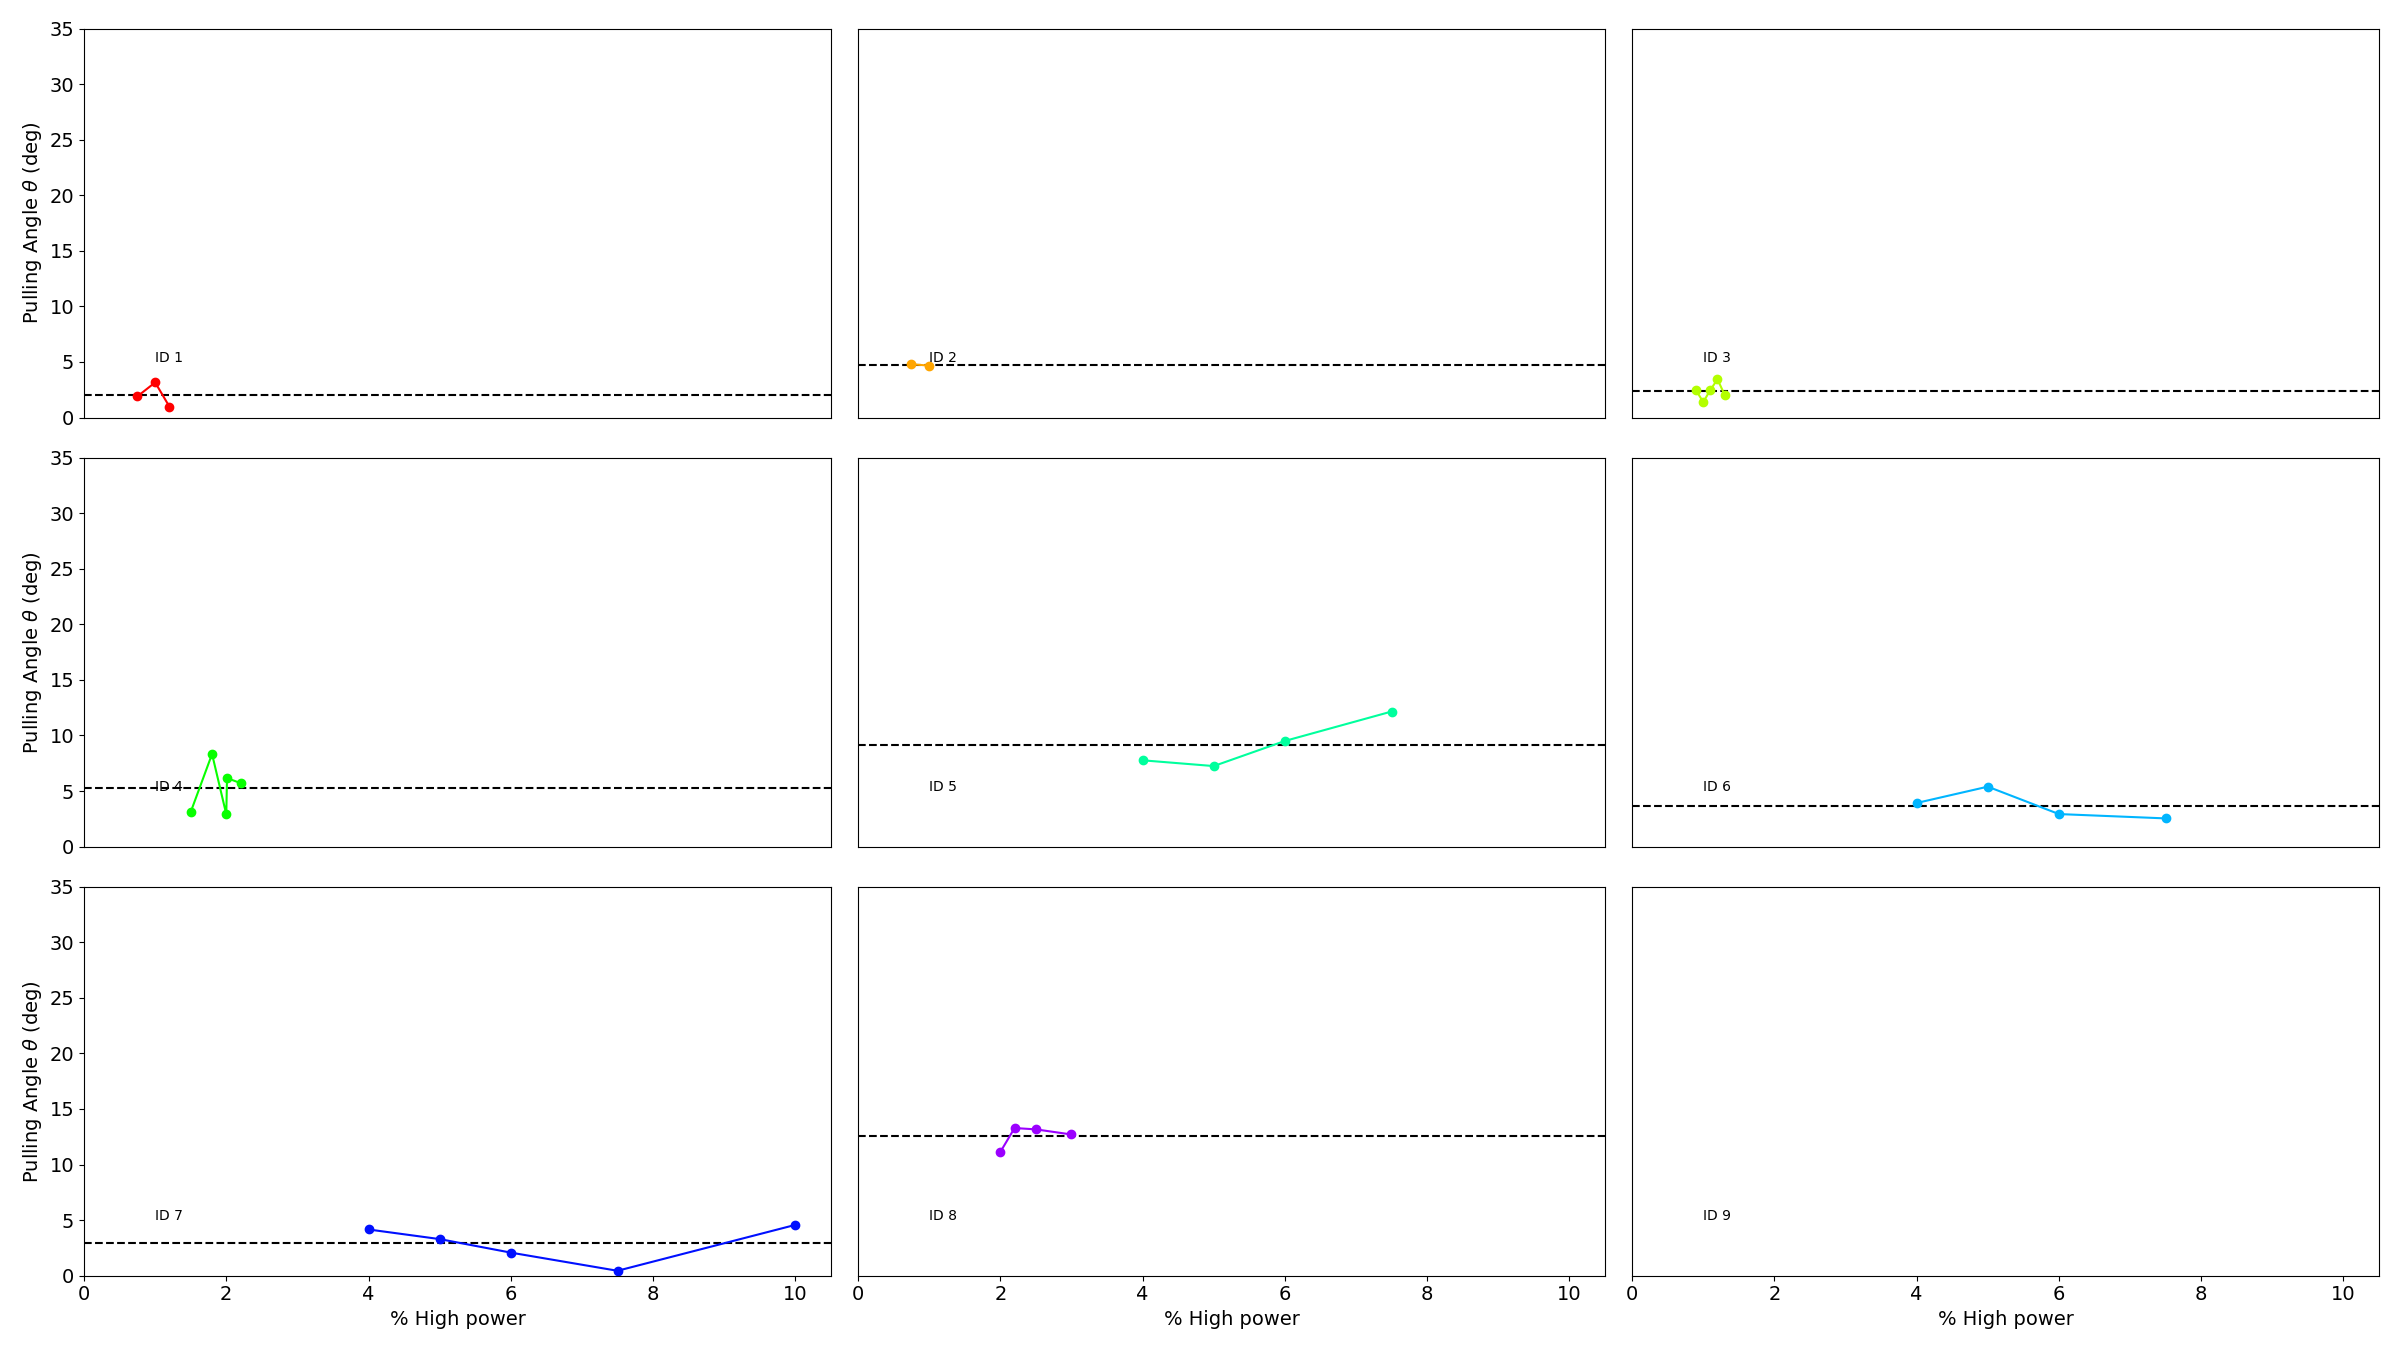 35
30
25
20
15
10
5
0
Pulling Angle θ (deg)
ID 1
ID 2
ID 3
35
30
25
20
15
10
5
0
Pulling Angle θ (deg)
ID 4
ID 5
ID 6
35
30
25
20
15
10
5
0
Pulling Angle θ (deg)
ID 7
ID 8
ID 9
0 2 4 6 8 10
0 2 4 6 8 10
0 2 4 6 8 10
% High power
% High power
% High power